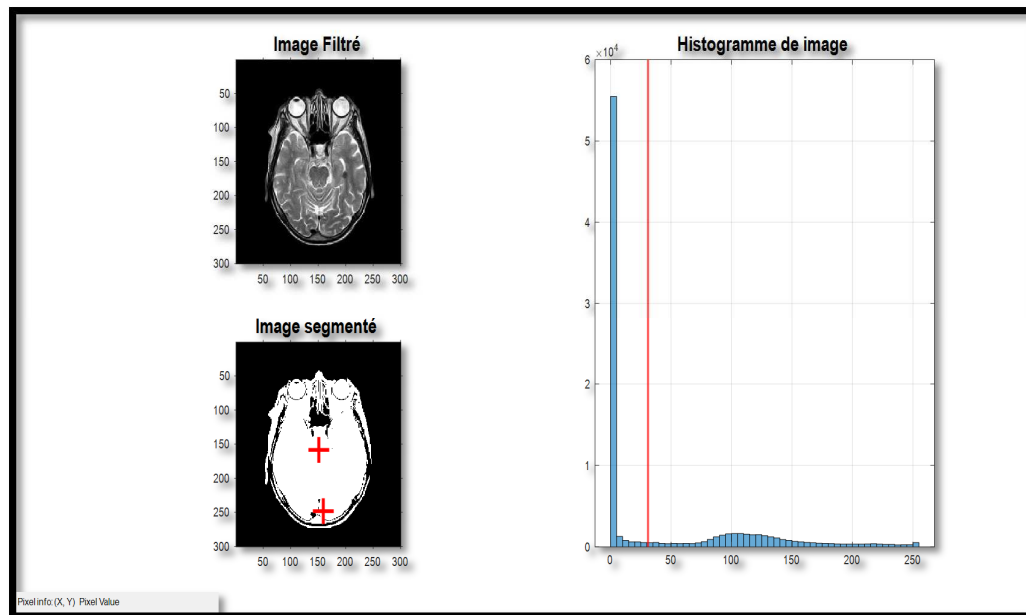 Image Filtré
50
100
150
200
250
300
50 100 150 200 250 300
Image segmenté
50
100
150
200
250
300
50 100 150 200 250 300
Histogramme de image
×10⁴
6
5
4
3
2
1
0
0 50 100 150 200 250
Pixel info: (X, Y) Pixel Value